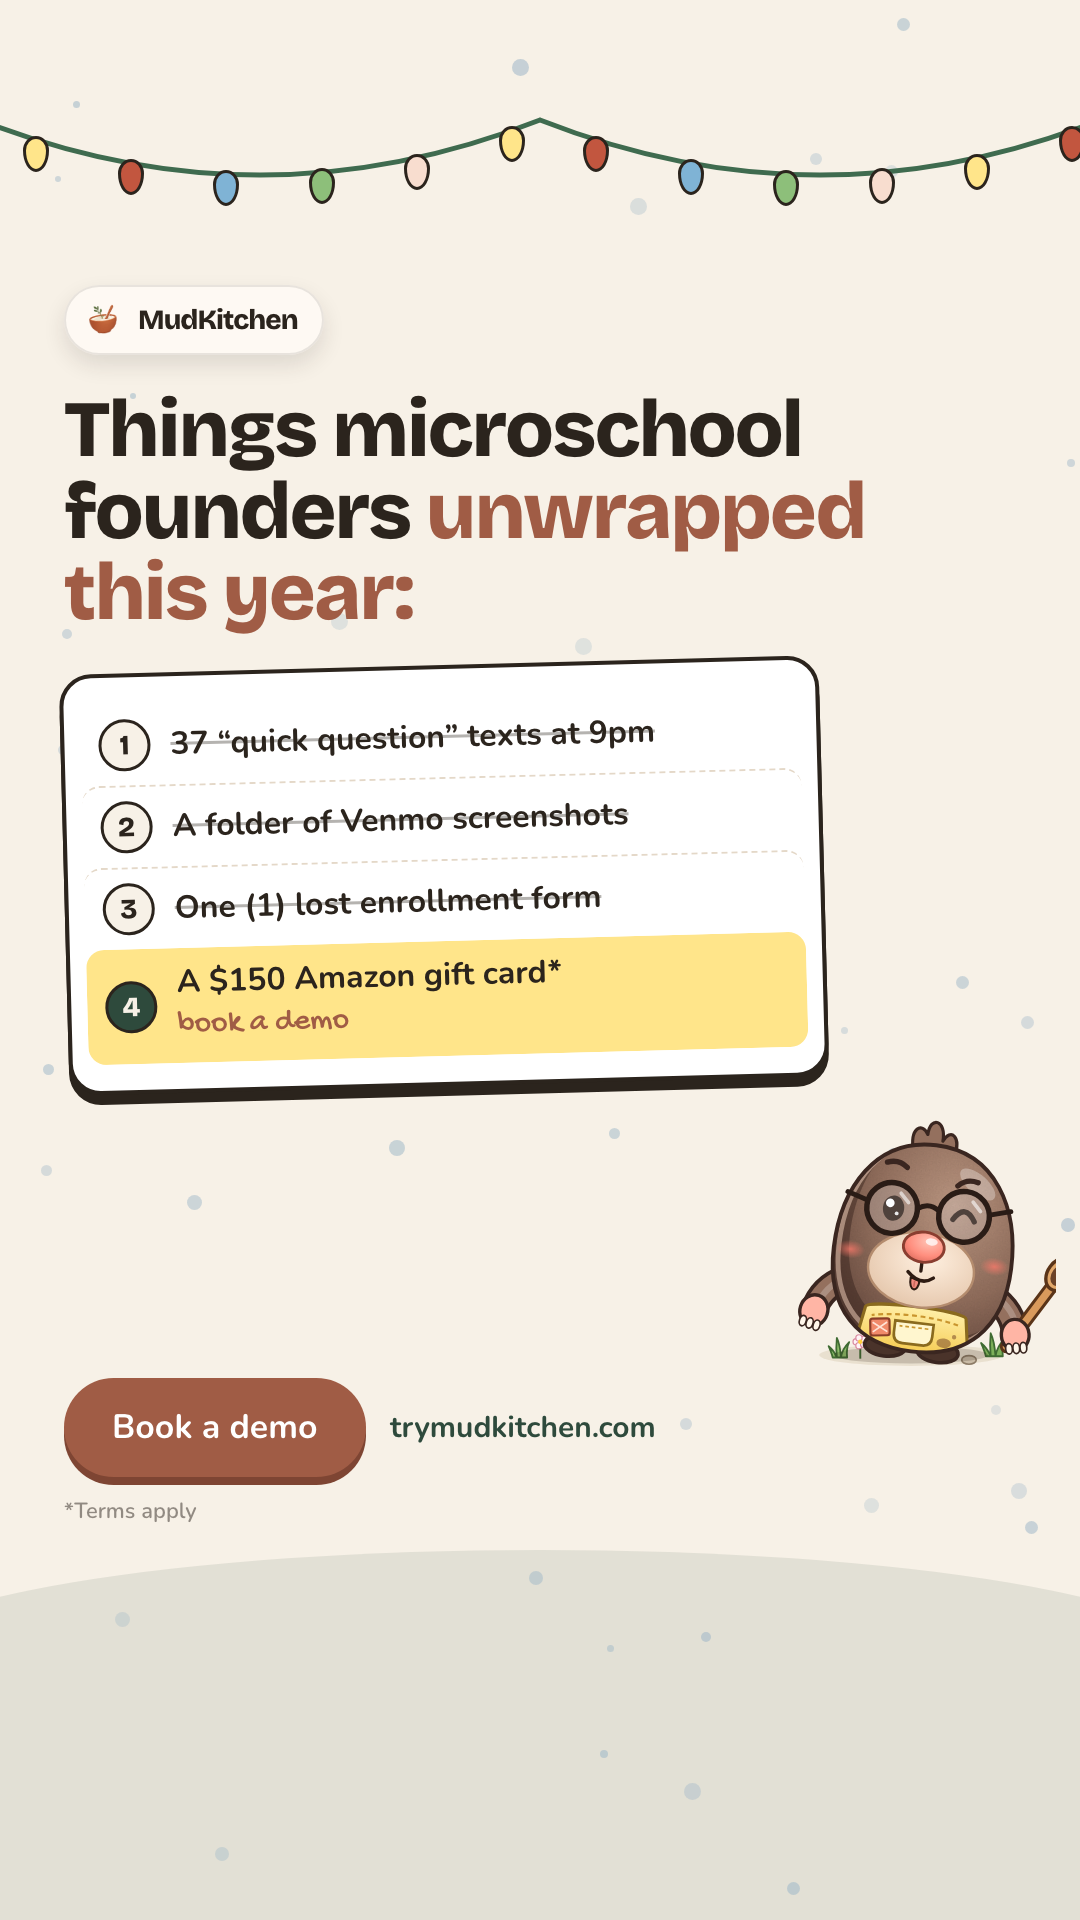 MudKitchen
Things microschool
founders unwrapped
this year:
1 37 “quick question” texts at 9pm
2 A folder of Venmo screenshots
3 One (1) lost enrollment form
4 A $150 Amazon gift card*
book a demo
Book a demo trymudkitchen.com
*Terms apply